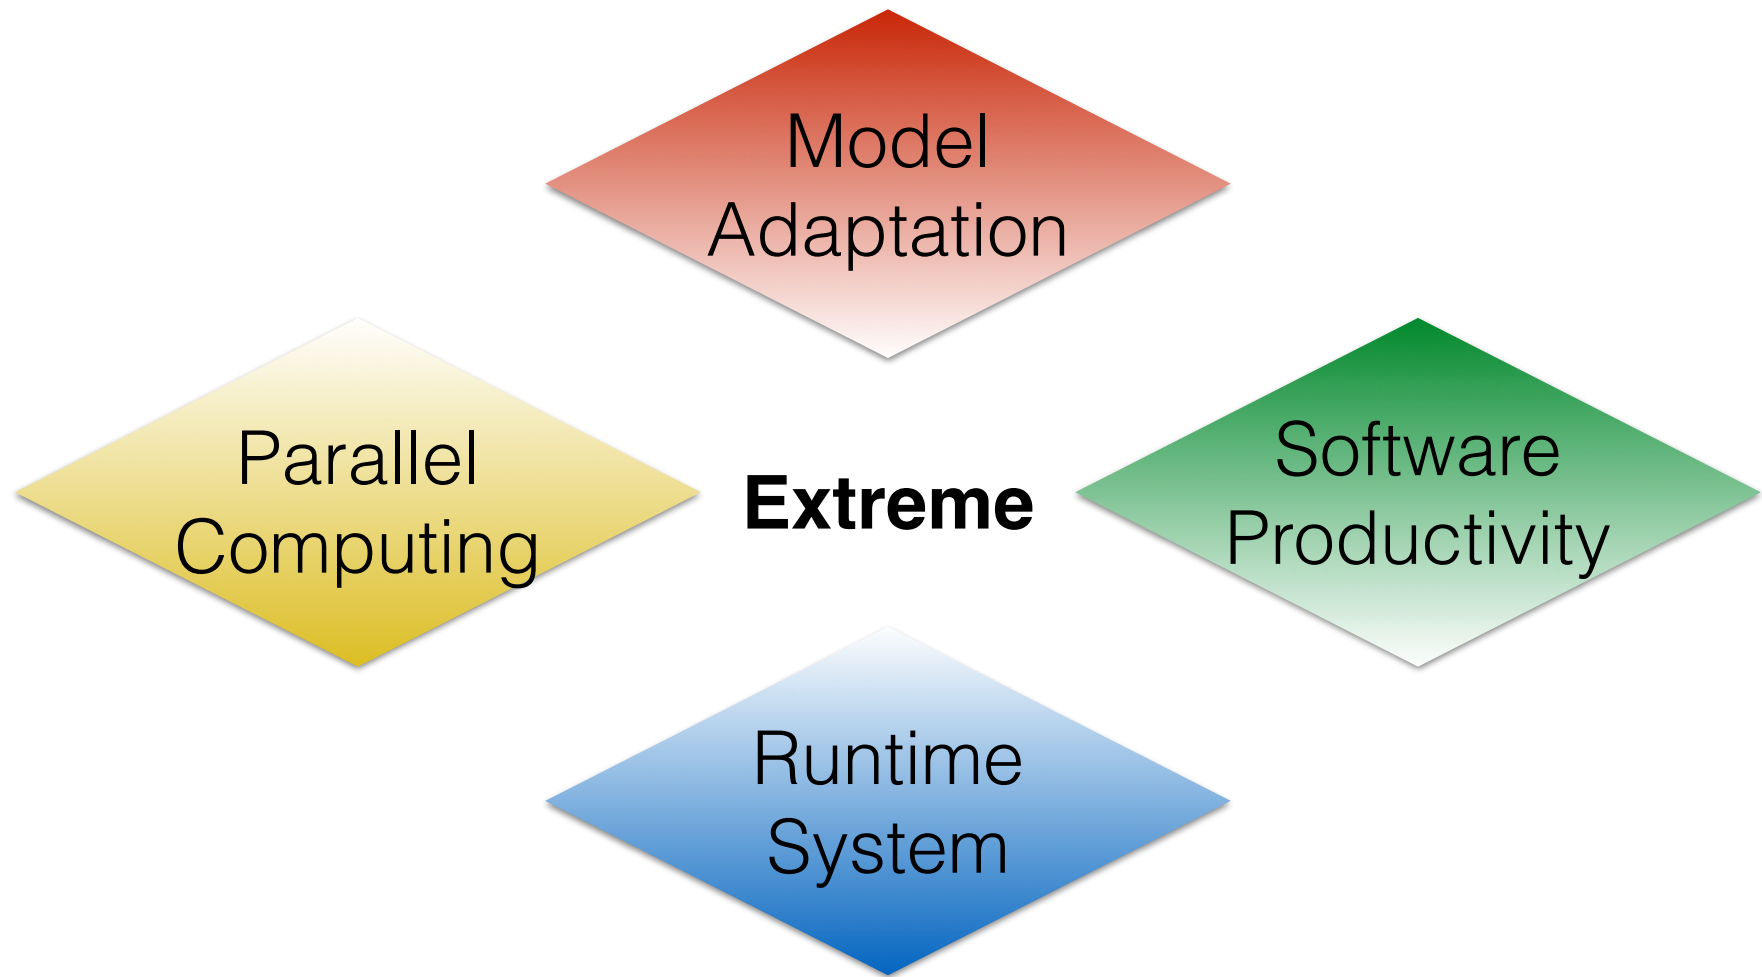 Model
Adaptation
Parallel
Computing
Extreme
Software
Productivity
Runtime
System